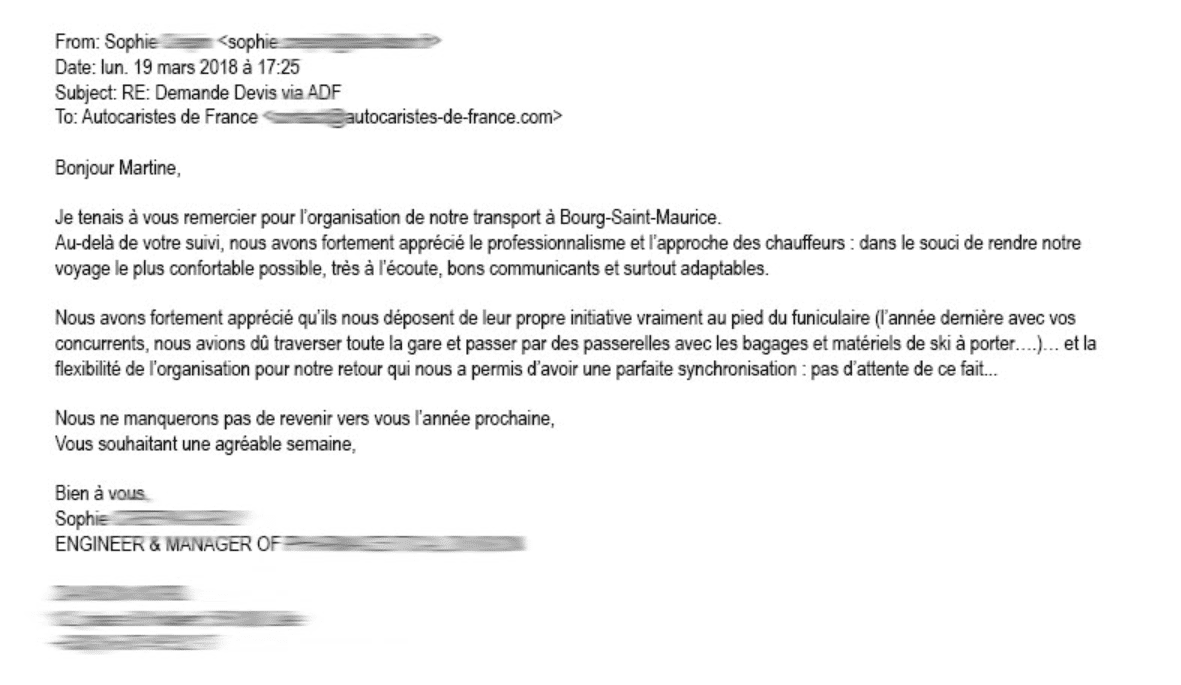 From: Sophie <sophie
Date: lun. 19 mars 2018 à 17:25
Subject: RE: Demande Devis via ADF
To: Autocaristes de France < @autocaristes-de-france.com>
Bonjour Martine,
Je tenais à vous remercier pour l’organisation de notre transport à Bourg-Saint-Maurice.
Au-delà de votre suivi, nous avons fortement apprécié le professionnalisme et l’approche des chauffeurs : dans le souci de rendre notre
voyage le plus confortable possible, très à l’écoute, bons communicants et surtout adaptables.
Nous avons fortement apprécié qu’ils nous déposent de leur propre initiative vraiment au pied du funiculaire (l’année dernière avec vos
concurrents, nous avions dû traverser toute la gare et passer par des passerelles avec les bagages et matériels de ski à porter….)… et la
flexibilité de l’organisation pour notre retour qui nous a permis d’avoir une parfaite synchronisation : pas d’attente de ce fait...
Nous ne manquerons pas de revenir vers vous l’année prochaine,
Vous souhaitant une agréable semaine,
Bien à vous.
Sophie
ENGINEER & MANAGER OF